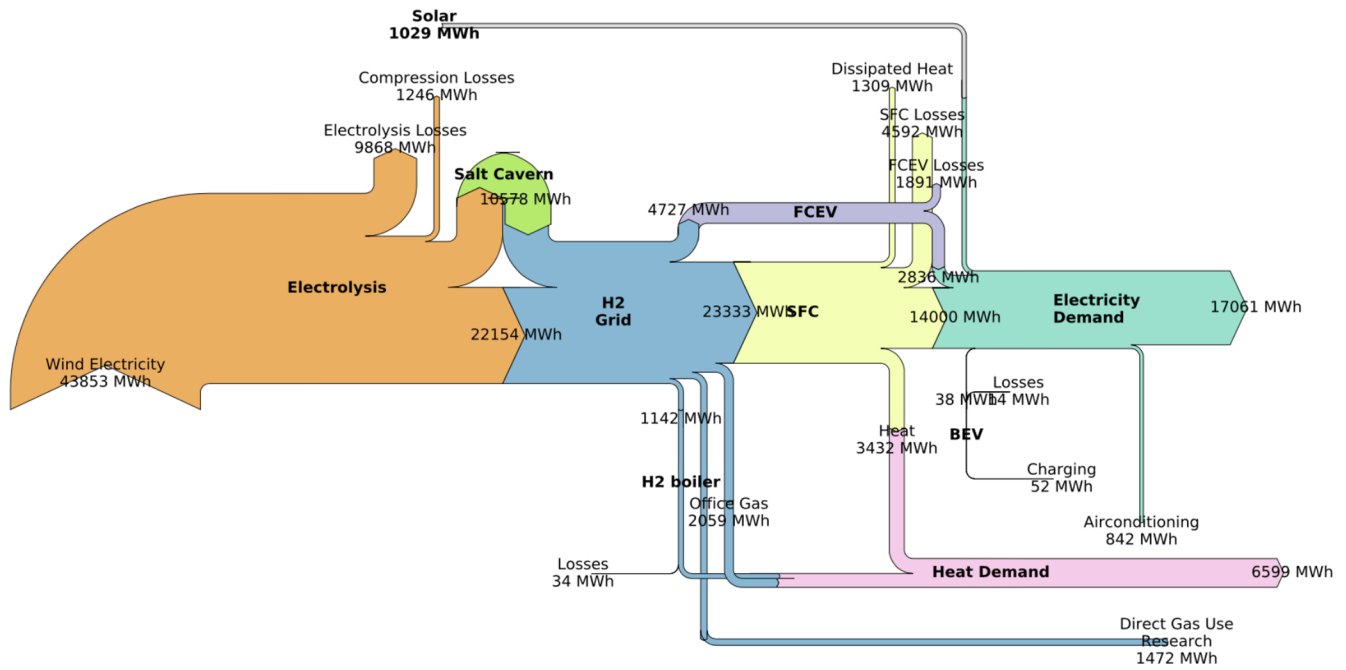 Solar
1029 MWh
Compression Losses
1246 MWh
Dissipated Heat
1309 MWh
Electrolysis Losses
9868 MWh
SFC Losses
4592 MWh
Salt Cavern
10578 MWh
FCEV Losses
1891 MWh
4727 MWh
FCEV
Electrolysis
2836 MWh
H2
Grid
23333 MWh
SFC
14000 MWh
Electricity
Demand
17061 MWh
22154 MWh
Wind Electricity
43853 MWh
Losses
14 MWh
38 MWh
1142 MWh
BEV
Heat
3432 MWh
H2 boiler
Charging
52 MWh
Office Gas
2059 MWh
Airconditioning
842 MWh
Losses
34 MWh
Heat Demand
6599 MWh
Direct Gas Use
Research
1472 MWh